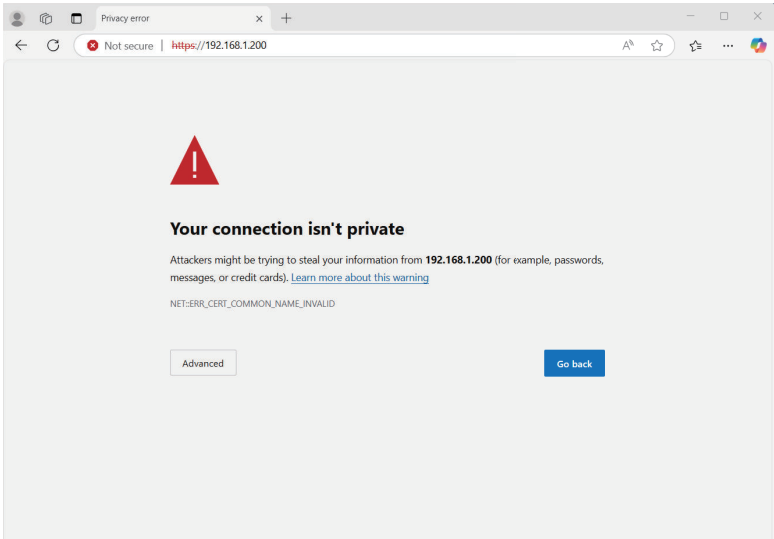 Privacy error
Not secure | https://192.168.1.200
!
Your connection isn't private
Attackers might be trying to steal your information from 192.168.1.200 (for example, passwords,
messages, or credit cards). Learn more about this warning
NET::ERR_CERT_COMMON_NAME_INVALID
Advanced
Go back